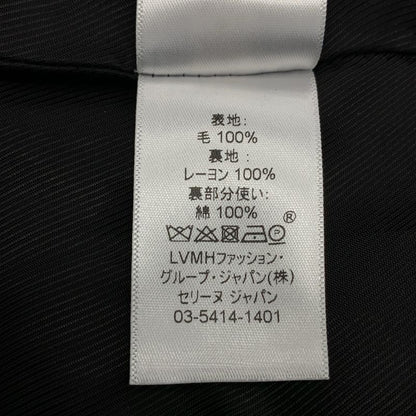 表地:
毛 100%
裏地:
レーヨン 100%
裏部分使い:
綿 100%
®
P
LVMHファッション・
グループ・ジャパン(株)
セリーヌ ジャパン
03-5414-1401